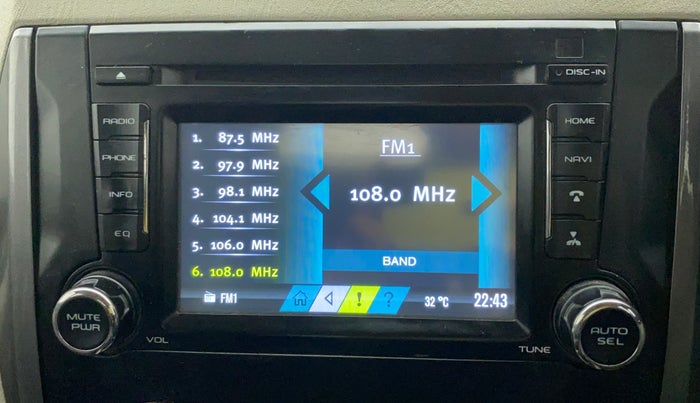 DISC-IN
RADIO
PHONE
INFO
EQ
MUTE
PWR
VOL
1. 87.5 MHz
2. 97.9 MHz
3. 98.1 MHz
4. 104.1 MHz
5. 106.0 MHz
6. 108.0 MHz
FM1
108.0 MHz
BAND
FM1
!
?
32 °C
22:43
HOME
NAVI
AUTO
SEL
TUNE